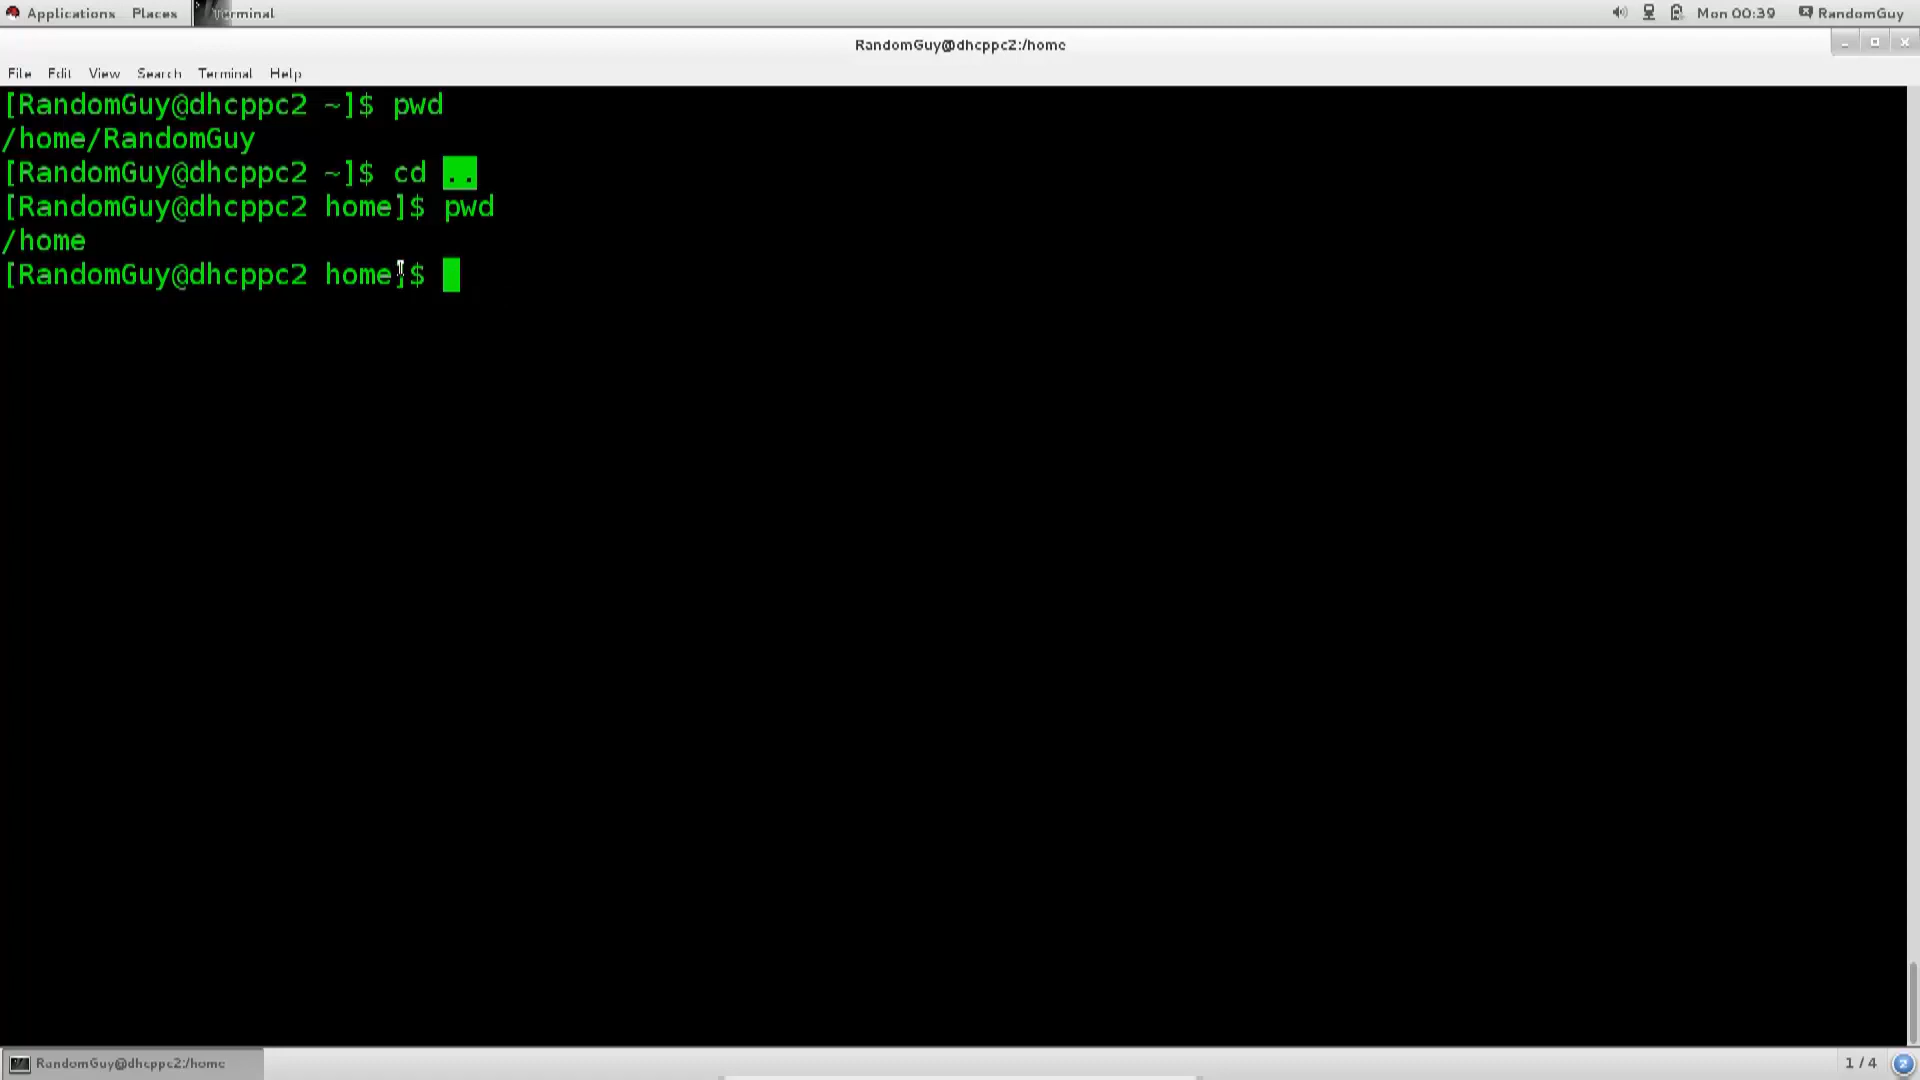 Applications Places Terminal Mon 00:39 RandomGuy
RandomGuy@dhcppc2:/home
File Edit View Search Terminal Help
[RandomGuy@dhcppc2 ~]$ pwd
/home/RandomGuy
[RandomGuy@dhcppc2 ~]$ cd ..
[RandomGuy@dhcppc2 home]$ pwd
/home
[RandomGuy@dhcppc2 home]$
RandomGuy@dhcppc2:/home 1 / 4 2